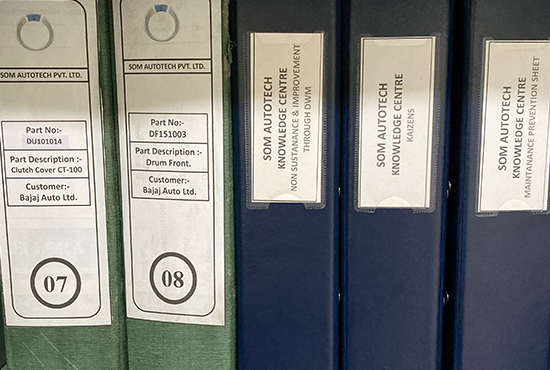 SOM AUTOTECH PVT. LTD.
Part No:-
DU101014
Part Description :-
Clutch Cover CT-100
Customer:-
Bajaj Auto Ltd.
07
SOM AUTOTECH PVT. LTD.
Part No:-
DF151003
Part Description :-
Drum Front.
Customer:-
Bajaj Auto Ltd.
08
SOM AUTOTECH
KNOWLEDGE CENTRE
NON SUSTANANCE & IMPROVEMENT
THROUGH DWM
SOM AUTOTECH
KNOWLEDGE CENTRE
KAIZENS
SOM AUTOTECH
KNOWLEDGE CENTRE
MAINTANANCE PREVENTION SHEET